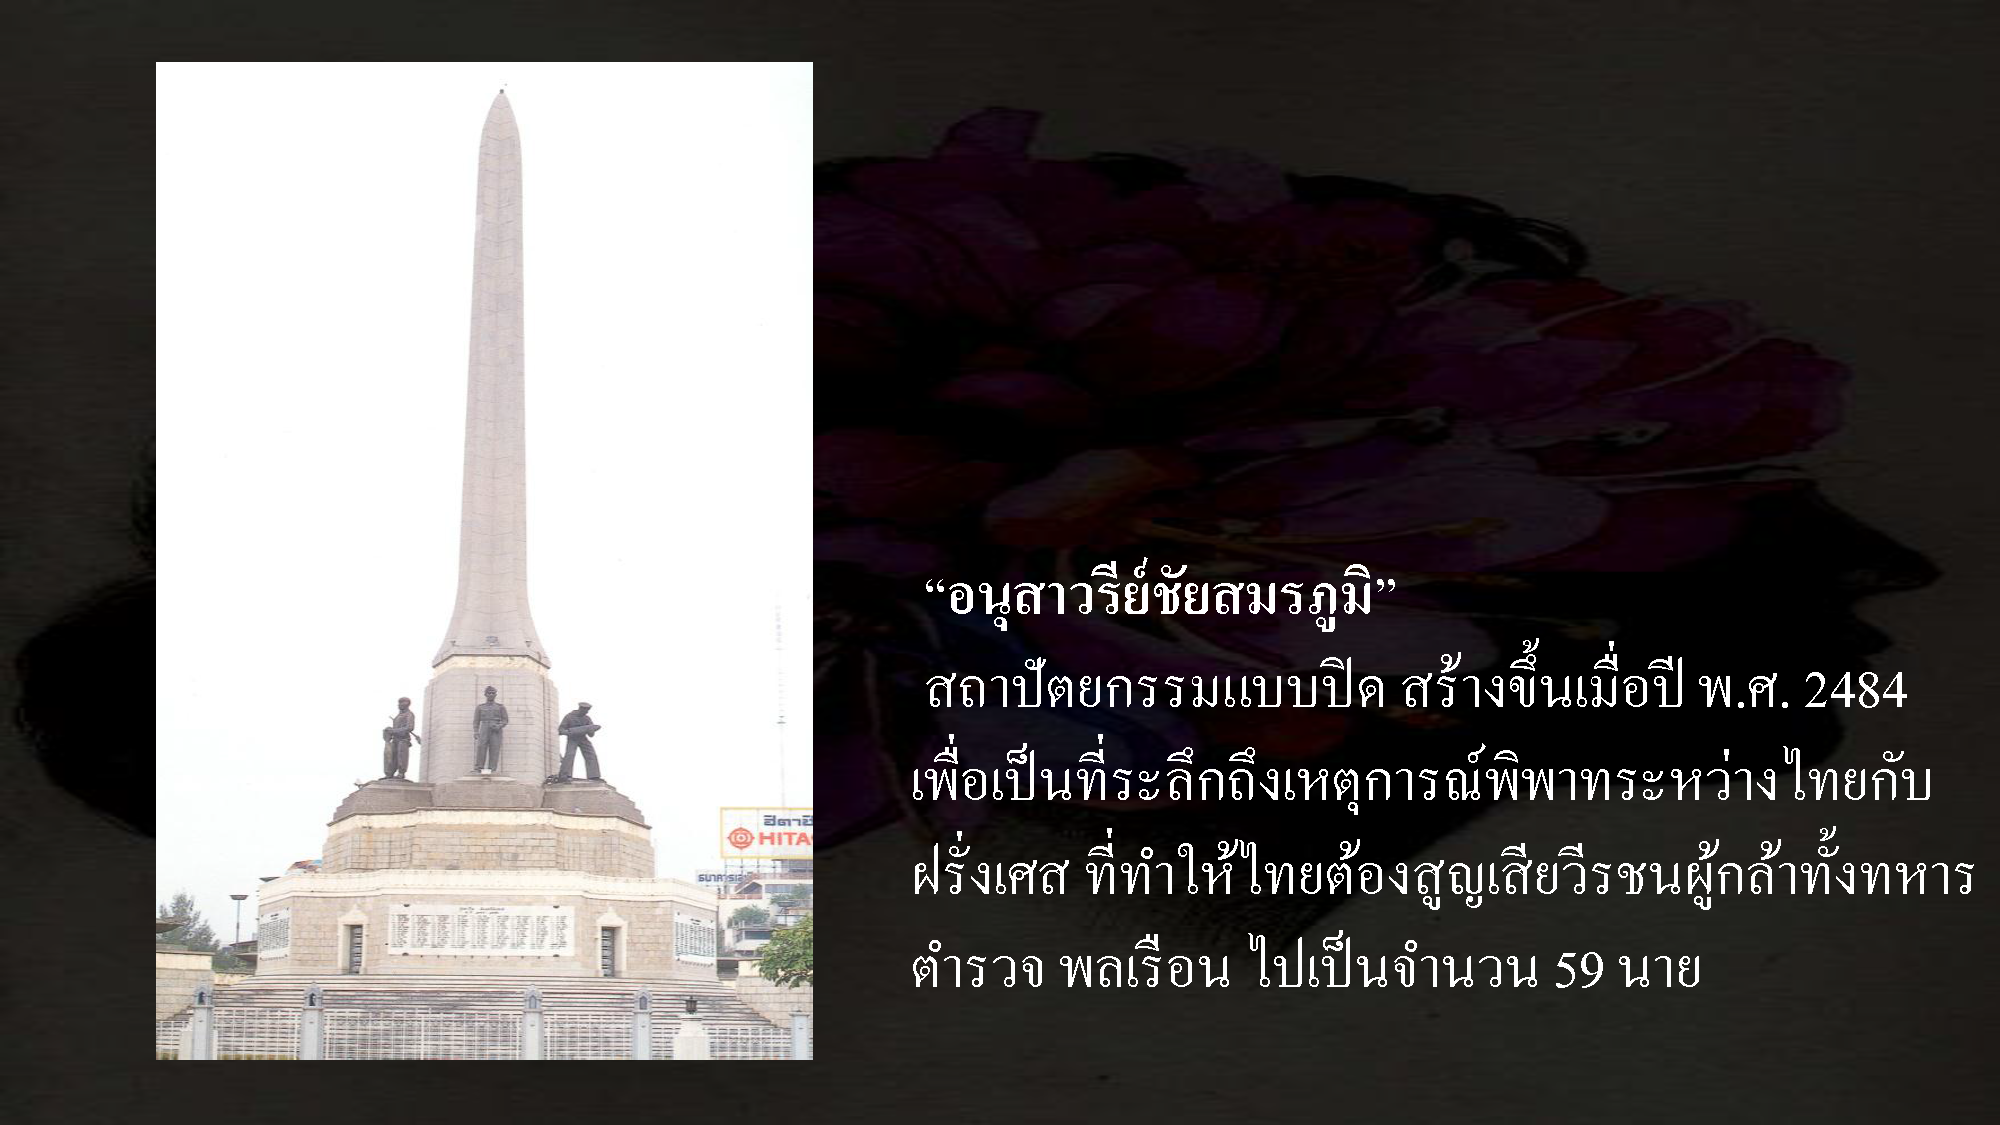 “อนุสาวรีย์ชัยสมรภูมิ”
สถาปัตยกรรมแบบปิด สร้างขึ้นเมื่อปี พ.ศ. 2484
เพื่อเป็นที่ระลึกถึงเหตุการณ์พิพาทระหว่างไทยกับ
ฝรั่งเศส ที่ทำให้ไทยต้องสูญเสียวีรชนผู้กล้าทั้งทหาร
ตำรวจ พลเรือน ไปเป็นจำนวน 59 นาย
HITA